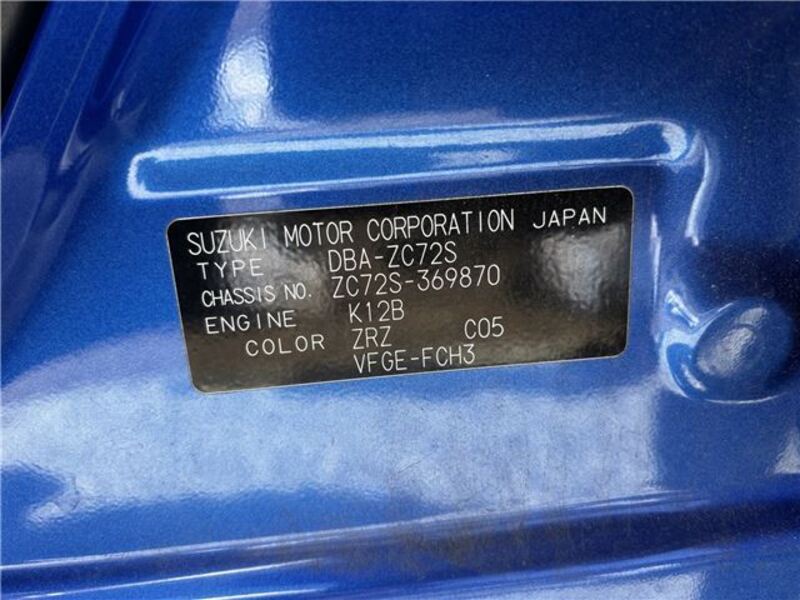 SUZUKI MOTOR CORPORATION JAPAN
TYPE DBA-ZC72S
CHASSIS NO. ZC72S-369870
ENGINE K12B
COLOR ZRZ C05
VFGE-FCH3